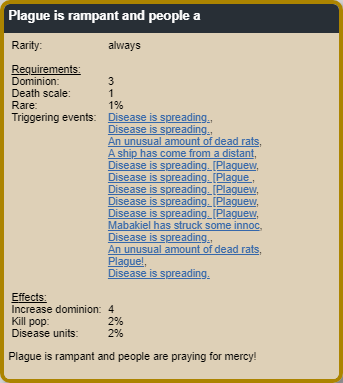 Plague is rampant and people a
Rarity: always
Requirements:
Dominion: 3
Death scale: 1
Rare: 1%
Triggering events: Disease is spreading.,
Disease is spreading.,
An unusual amount of dead rats,
A ship has come from a distant,
Disease is spreading. [Plaguew,
Disease is spreading. [Plague ,
Disease is spreading. [Plaguew,
Disease is spreading. [Plaguew,
Disease is spreading. [Plaguew,
Mabakiel has struck some innoc,
Disease is spreading.,
An unusual amount of dead rats,
Plague!,
Disease is spreading.
Effects:
Increase dominion: 4
Kill pop: 2%
Disease units: 2%
Plague is rampant and people are praying for mercy!